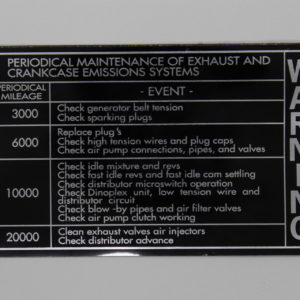 PERIODICAL MAINTENANCE OF EXHAUST AND
CRANKCASE EMISSIONS SYSTEMS
PERIODICAL
MILEAGE
- EVENT -
3000
Check generator belt tension
Check sparking plugs
6000
Replace plug's
Check high tension wires and plug caps
Check air pump connections, pipes, and valves
10000
Check idle mixture and revs
Check fast idle revs and fast idle cam settling
Check distributor microswitch operation
Check Dinoplex unit, low tension wire and
distributor circuit
Check blow-by pipes and air filter valves
Check air pump clutch working
20000
Clean exhaust valves air injectors
Check distributor advance
WARNING